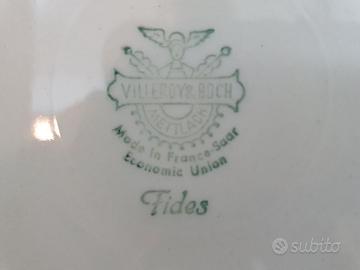 VILLEROY & BOCH
METTLACH
Made in France-Saar
Economic Union
Fides
subito